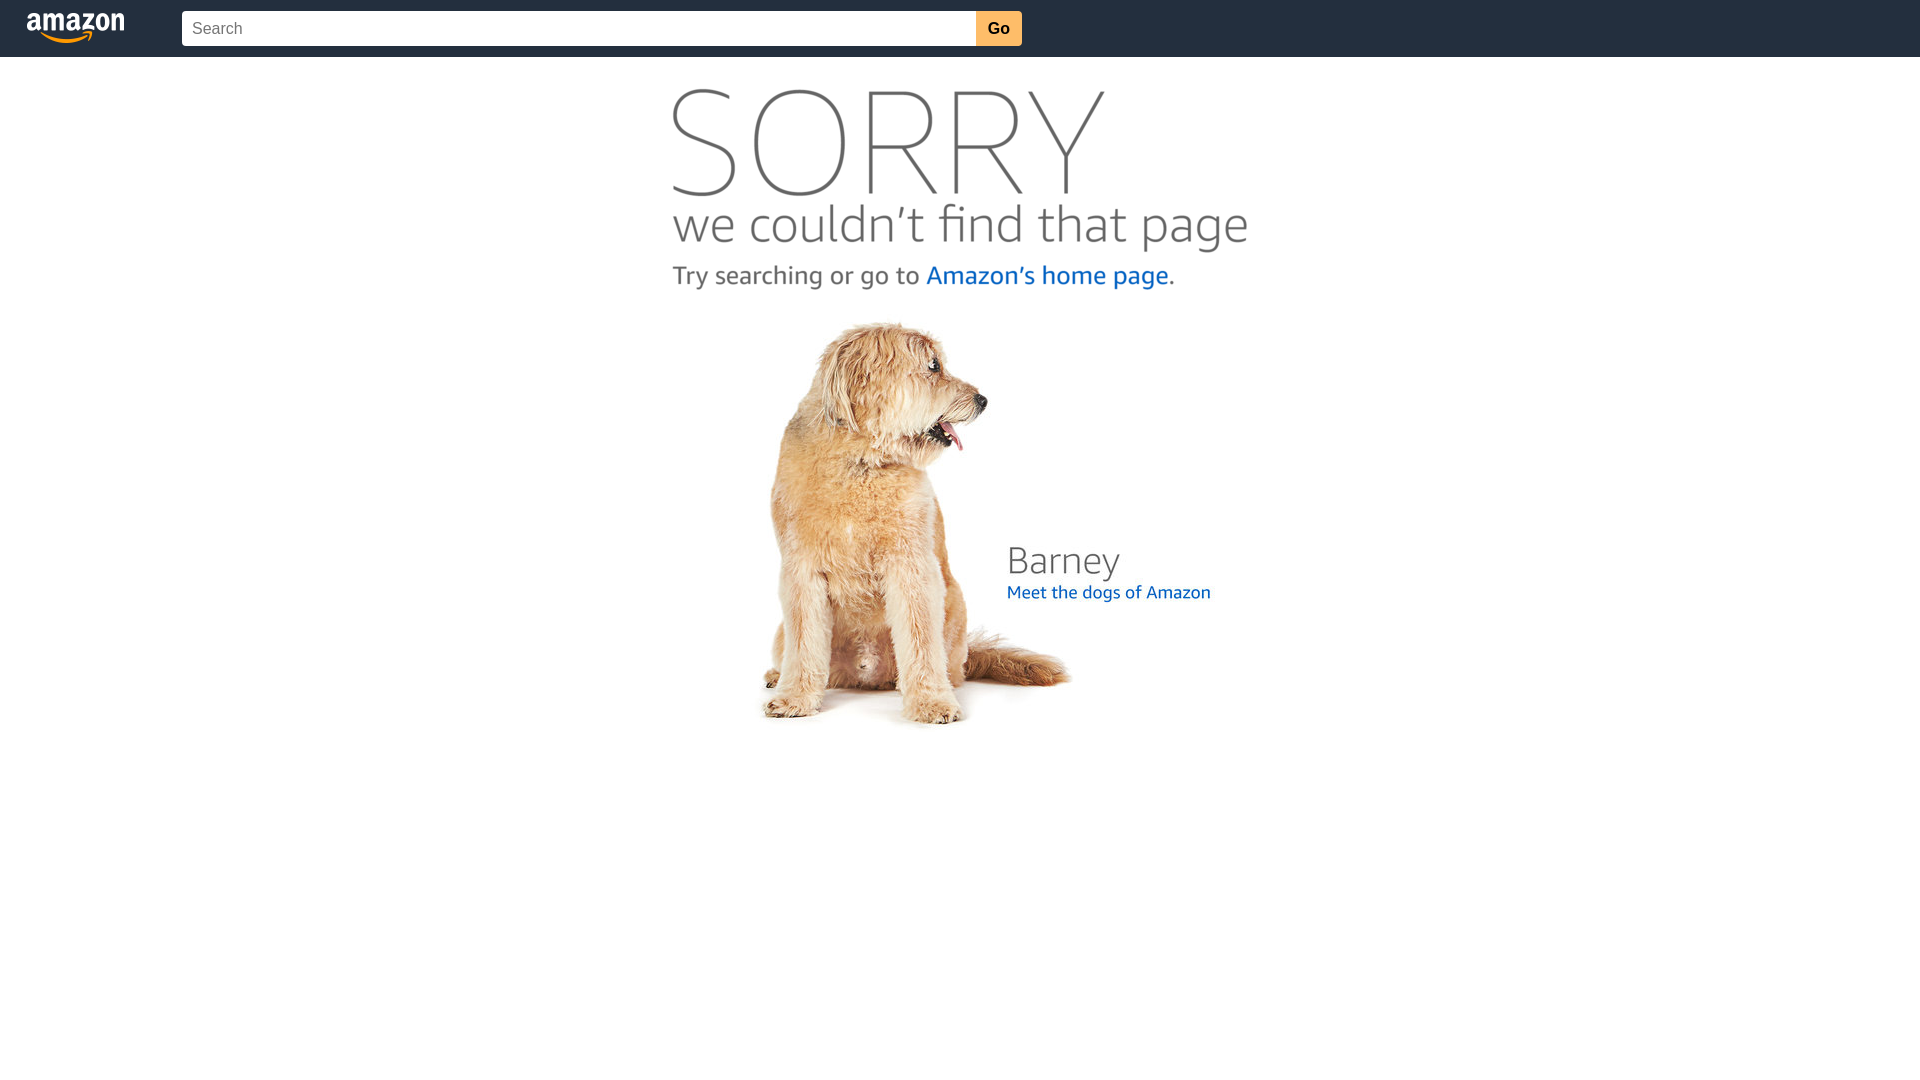 amazon
Search
Go
SORRY
we couldn't find that page
Try searching or go to Amazon's home page.
Barney
Meet the dogs of Amazon